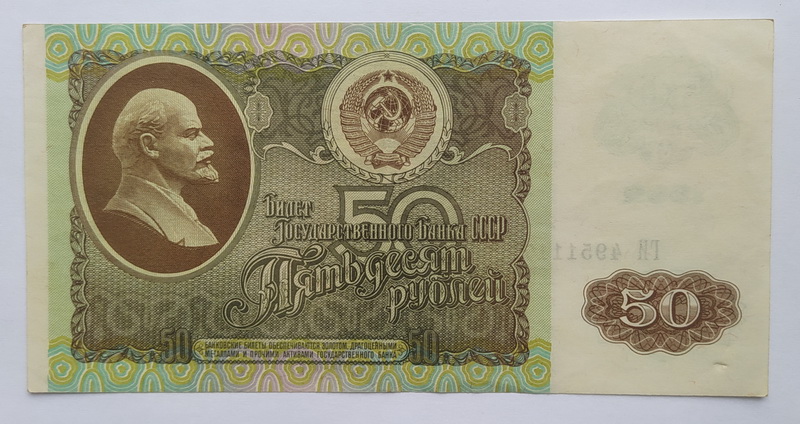 50
Билет
Государственного Банка СССР
Пятьдесят
рублей
50
50 50
БАНКОВСКИЕ БИЛЕТЫ ОБЕСПЕЧИВАЮТСЯ ЗОЛОТОМ, ДРАГОЦЕННЫМИ
МЕТАЛЛАМИ И ПРОЧИМИ АКТИВАМИ ГОСУДАРСТВЕННОГО БАНКА